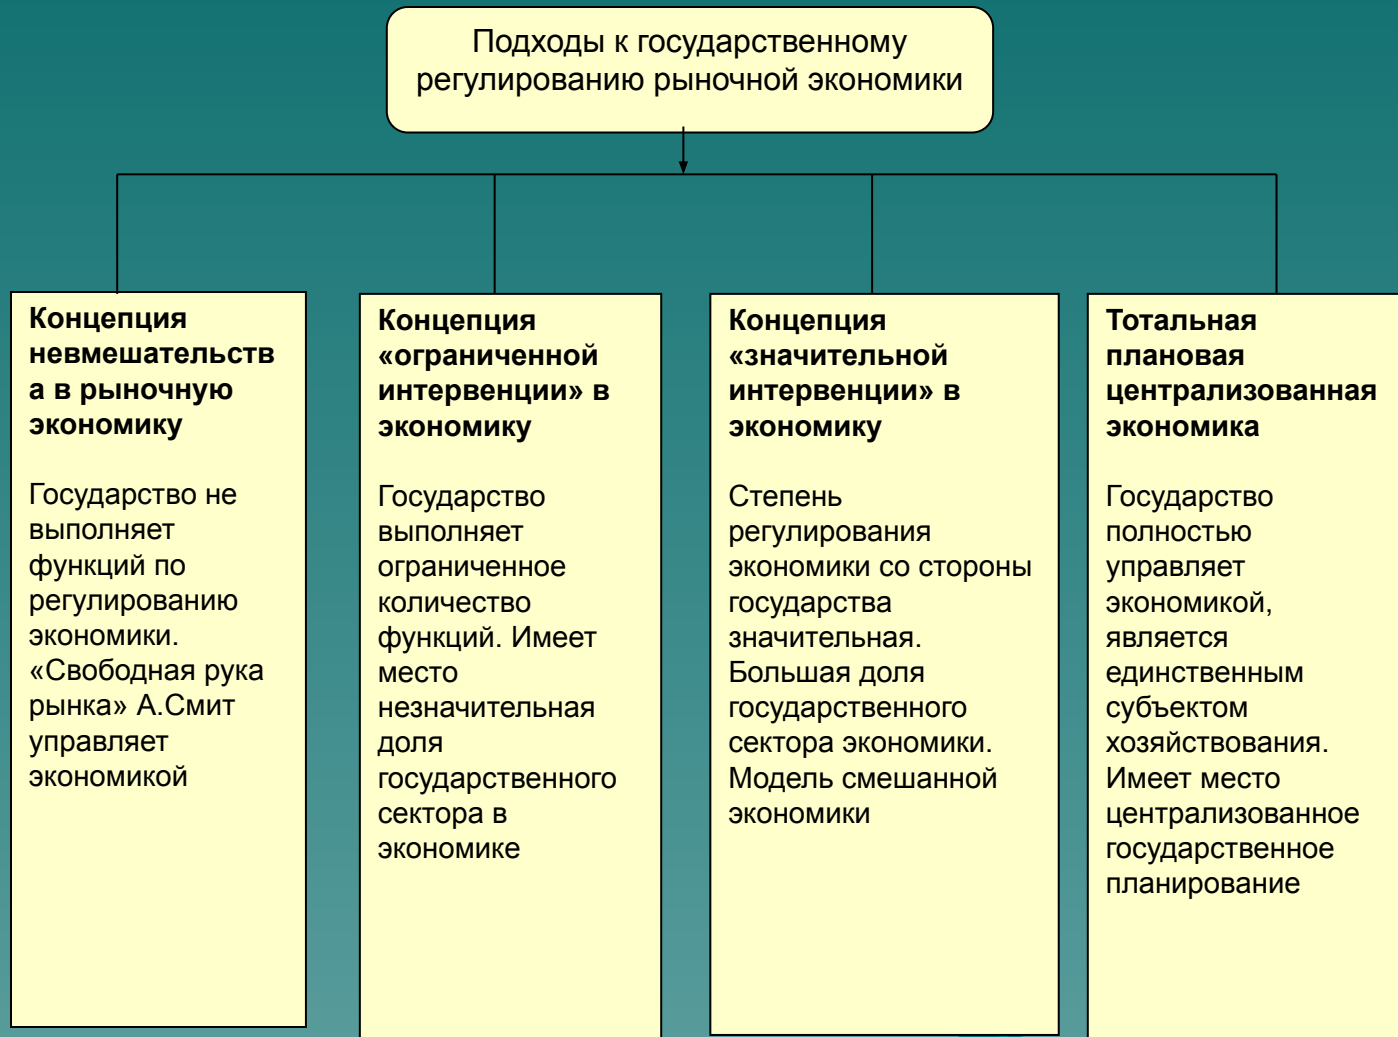 Подходы к государственному
регулированию рыночной экономики
Концепция
невмешательств
а в рыночную
экономику
Государство не
выполняет
функций по
регулированию
экономики.
«Свободная рука
рынка» А.Смит
управляет
экономикой
Концепция
«ограниченной
интервенции» в
экономику
Государство
выполняет
ограниченное
количество
функций. Имеет
место
незначительная
доля
государственного
сектора в
экономике
Концепция
«значительной
интервенции» в
экономику
Степень
регулирования
экономики со стороны
государства
значительная.
Большая доля
государственного
сектора экономики.
Модель смешанной
экономики
Тотальная
плановая
централизованная
экономика
Государство
полностью
управляет
экономикой,
является
единственным
субъектом
хозяйствования.
Имеет место
централизованное
государственное
планирование